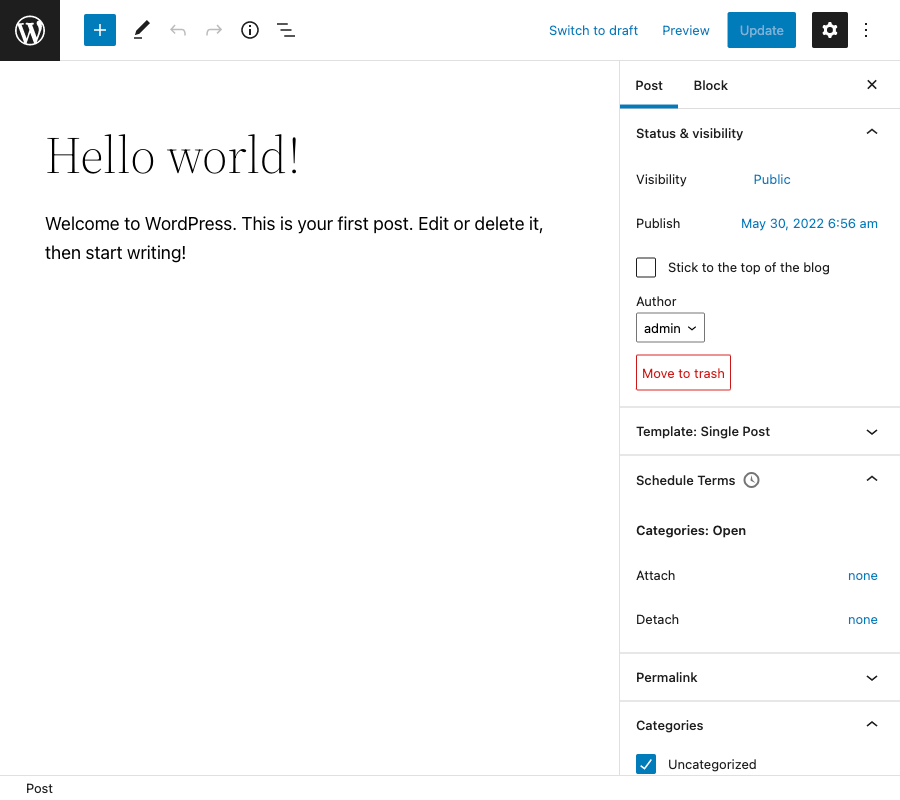 Switch to draft Preview Update
Post Block
Hello world!
Welcome to WordPress. This is your first post. Edit or delete it,
then start writing!
Status & visibility
Visibility Public
Publish May 30, 2022 6:56 am
Stick to the top of the blog
Author
admin
Move to trash
Template: Single Post
Schedule Terms
Categories: Open
Attach none
Detach none
Permalink
Categories
Uncategorized
Post